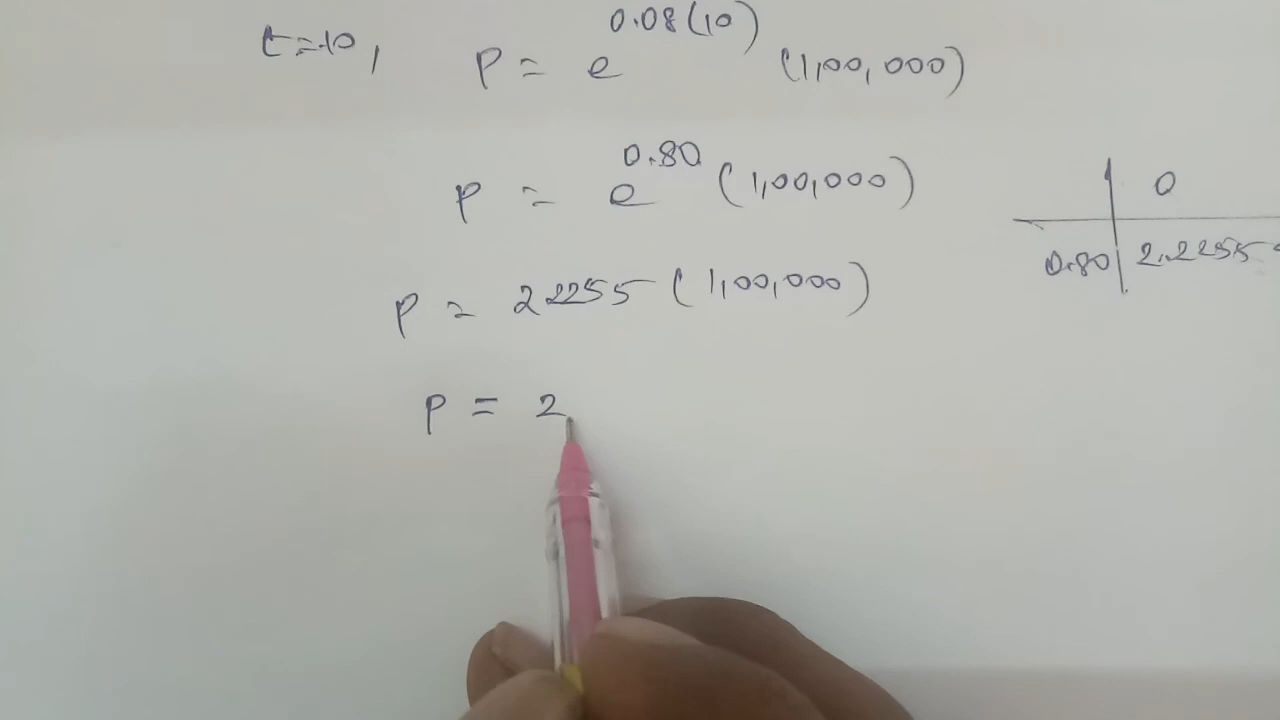 t=10, P = e^0.08(10) (1,00,000)
P = e^0.80 (1,00,000)
P = 2.2255 (1,00,000)
P = 2
0
0.80 2.2255